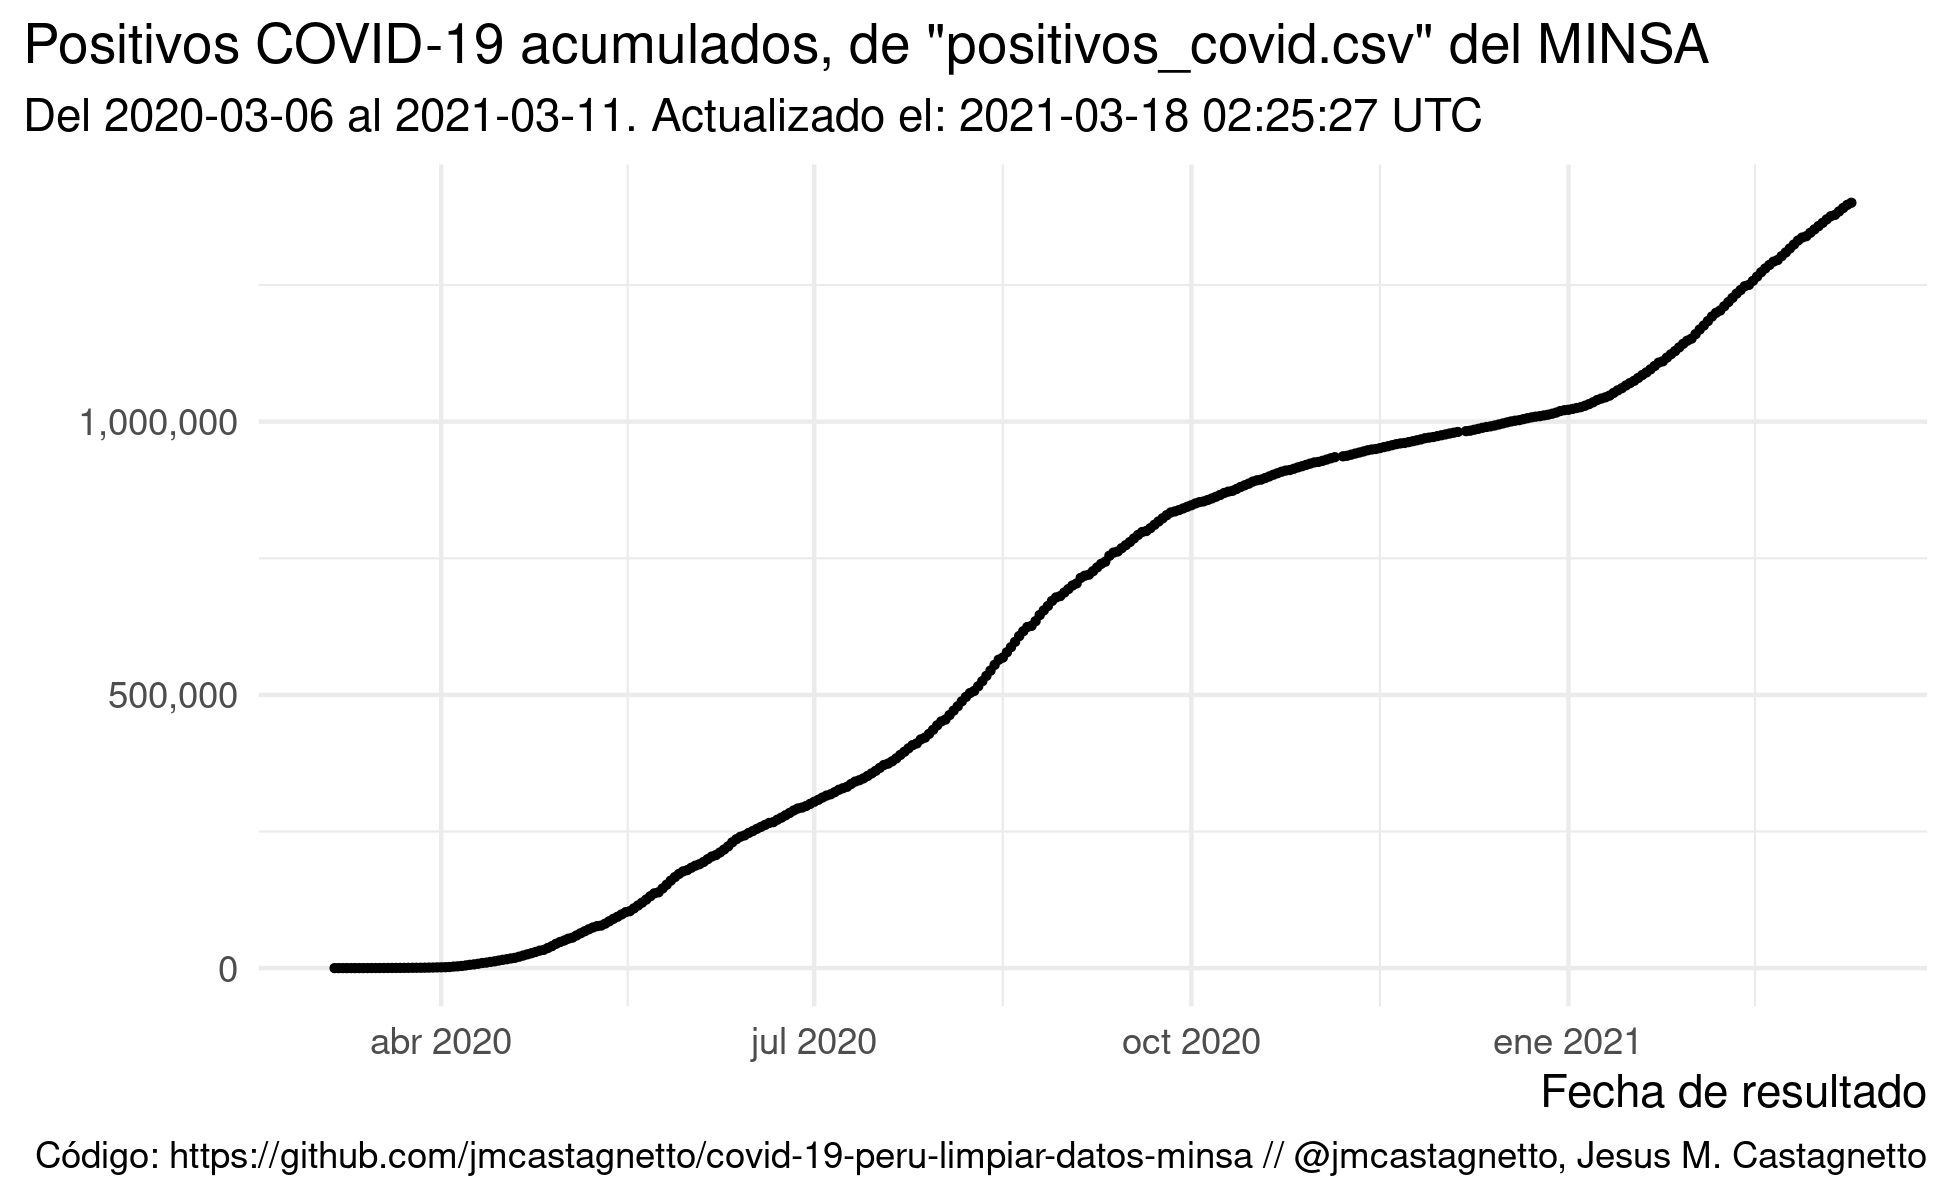 Positivos COVID-19 acumulados, de "positivos_covid.csv" del MINSA
Del 2020-03-06 al 2021-03-11. Actualizado el: 2021-03-18 02:25:27 UTC
1,000,000
500,000
0
abr 2020
jul 2020
oct 2020
ene 2021
Fecha de resultado
Código: https://github.com/jmcastagnetto/covid-19-peru-limpiar-datos-minsa // @jmcastagnetto, Jesus M. Castagnetto